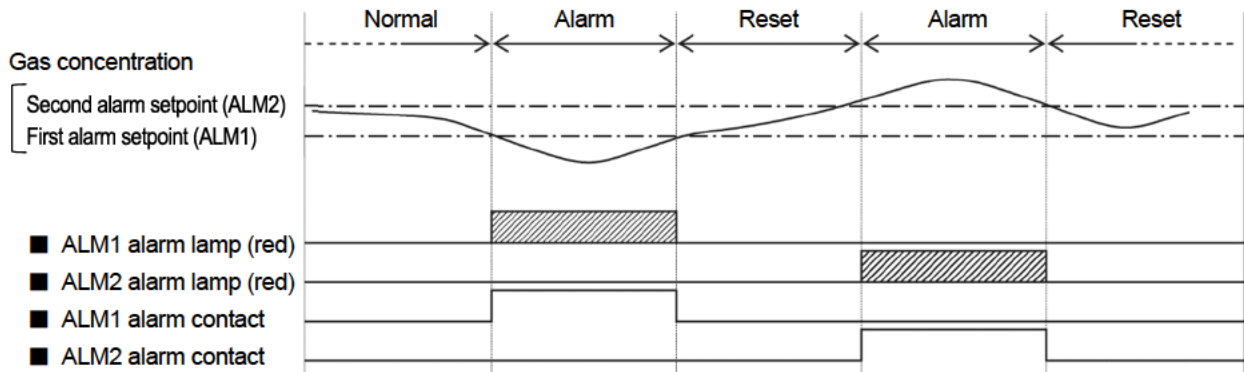 Normal Alarm Reset Alarm Reset
Gas concentration
Second alarm setpoint (ALM2)
First alarm setpoint (ALM1)
■ ALM1 alarm lamp (red)
■ ALM2 alarm lamp (red)
■ ALM1 alarm contact
■ ALM2 alarm contact